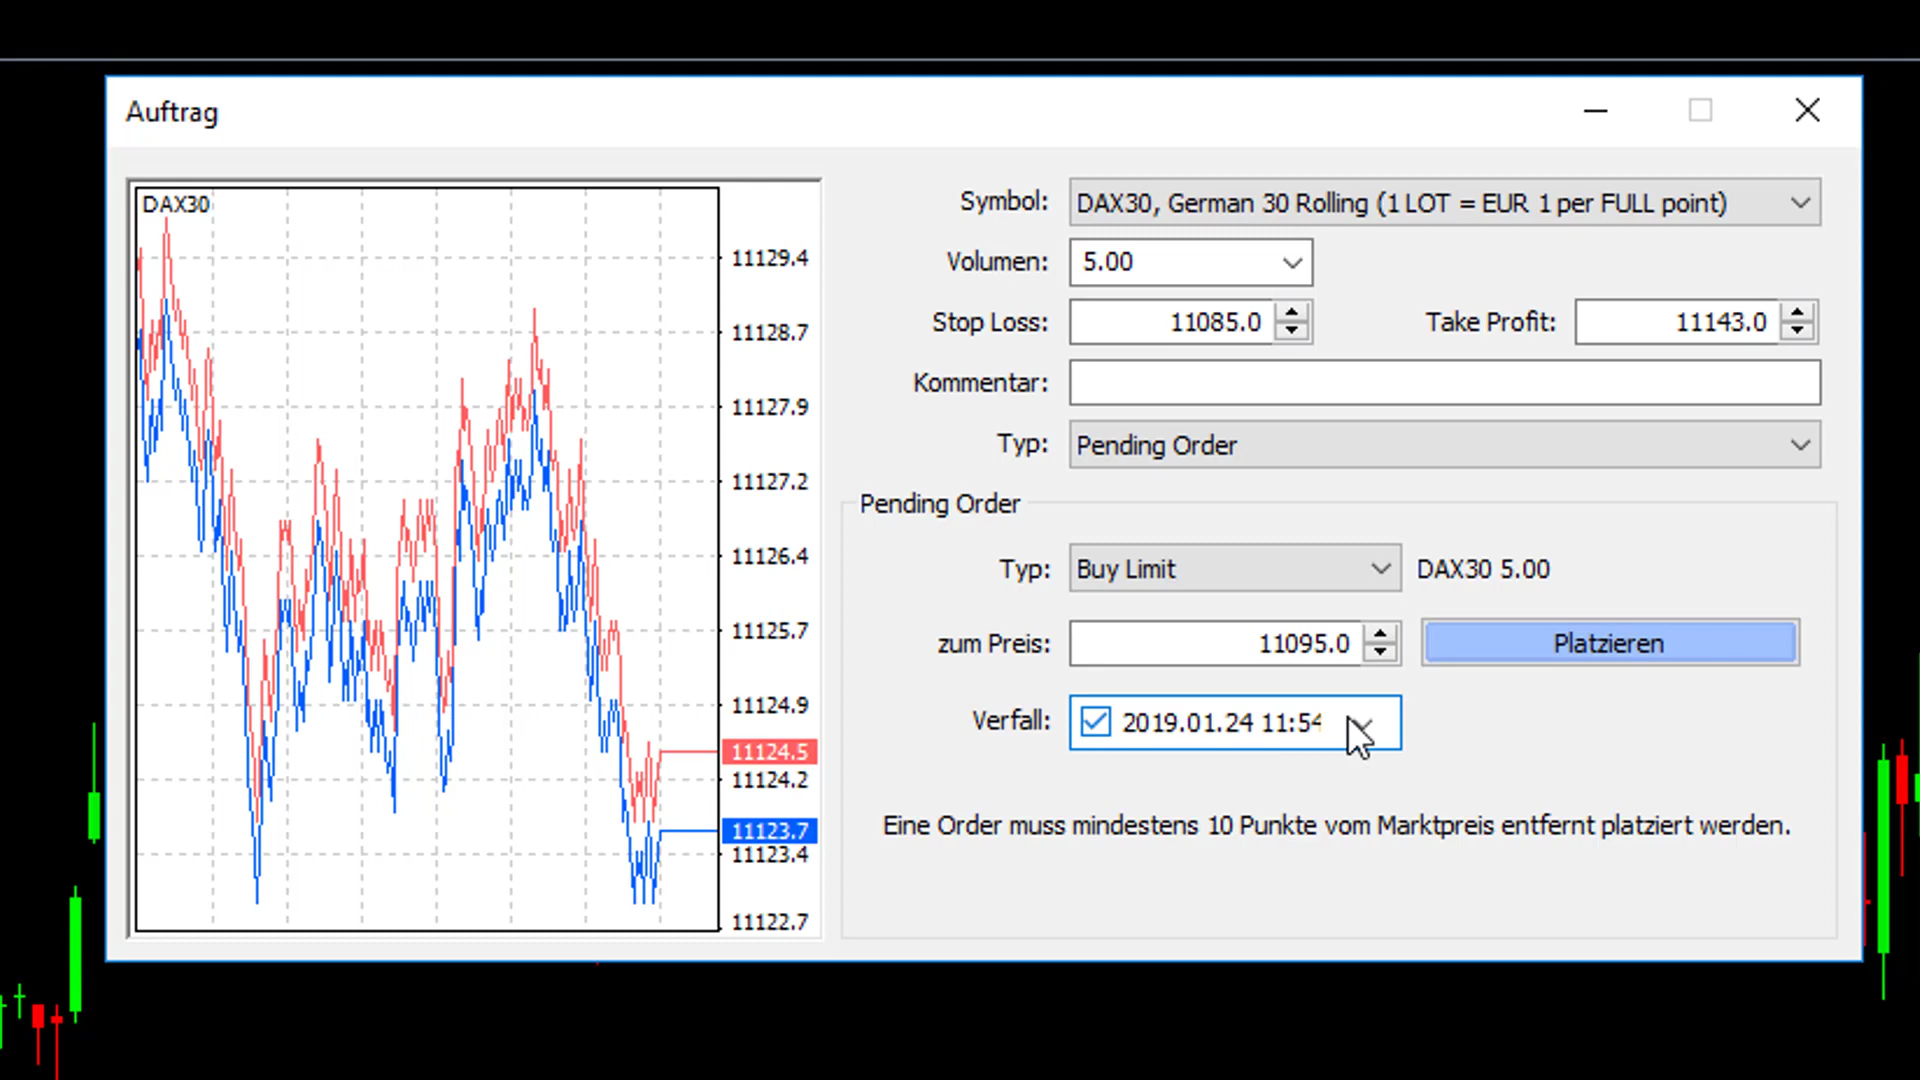 Auftrag
DAX30
11129.4
11128.7
11127.9
11127.2
11126.4
11125.7
11124.9
11124.5
11124.2
11123.7
11123.4
11122.7
Symbol: DAX30, German 30 Rolling (1 LOT = EUR 1 per FULL point)
Volumen: 5.00
Stop Loss: 11085.0 Take Profit: 11143.0
Kommentar:
Typ: Pending Order
Pending Order
Typ: Buy Limit DAX30 5.00
zum Preis: 11095.0 Platzieren
Verfall: 2019.01.24 11:54
Eine Order muss mindestens 10 Punkte vom Marktpreis entfernt platziert werden.